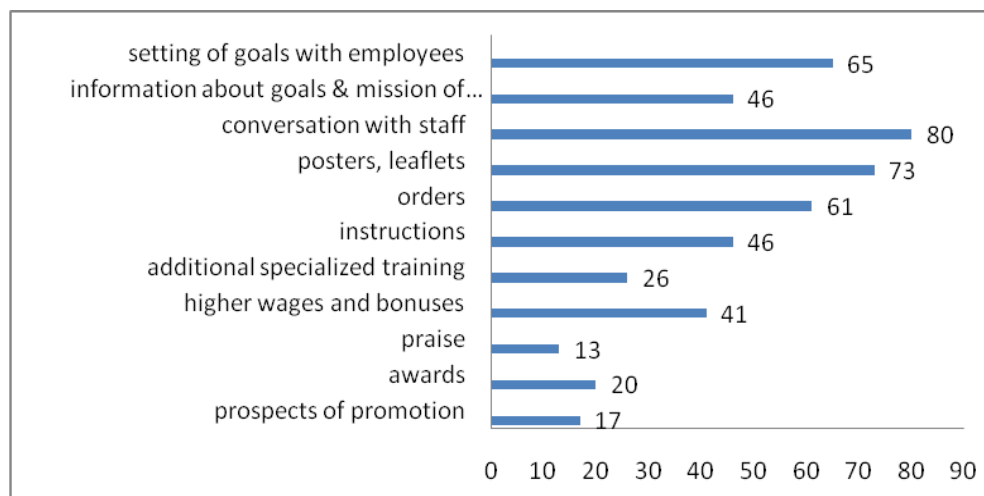 setting of goals with employees 65
information about goals & mission of... 46
conversation with staff 80
posters, leaflets 73
orders 61
instructions 46
additional specialized training 26
higher wages and bonuses 41
praise 13
awards 20
prospects of promotion 17
0 10 20 30 40 50 60 70 80 90